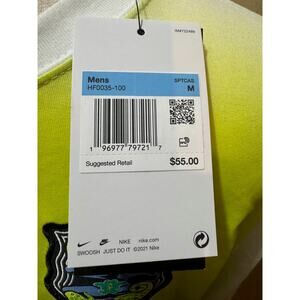 Mens
SPTCAS
HF0035-100
M
1 96977 79721 7
Suggested Retail
$55.00
NIKE nike.com
SWOOSH JUST DO IT ©2021 Nike